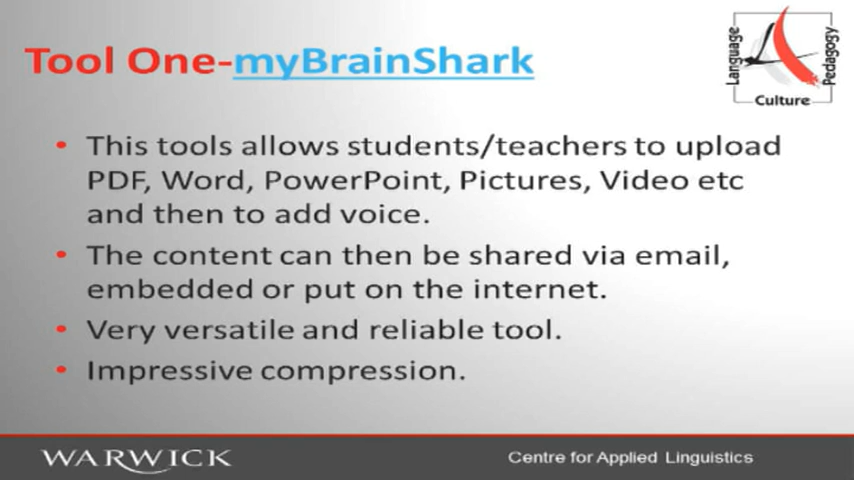 Tool One-myBrainShark
Language
Pedagogy
Culture
• This tools allows students/teachers to upload
PDF, Word, PowerPoint, Pictures, Video etc
and then to add voice.
• The content can then be shared via email,
embedded or put on the internet.
• Very versatile and reliable tool.
• Impressive compression.
WARWICK
Centre for Applied Linguistics